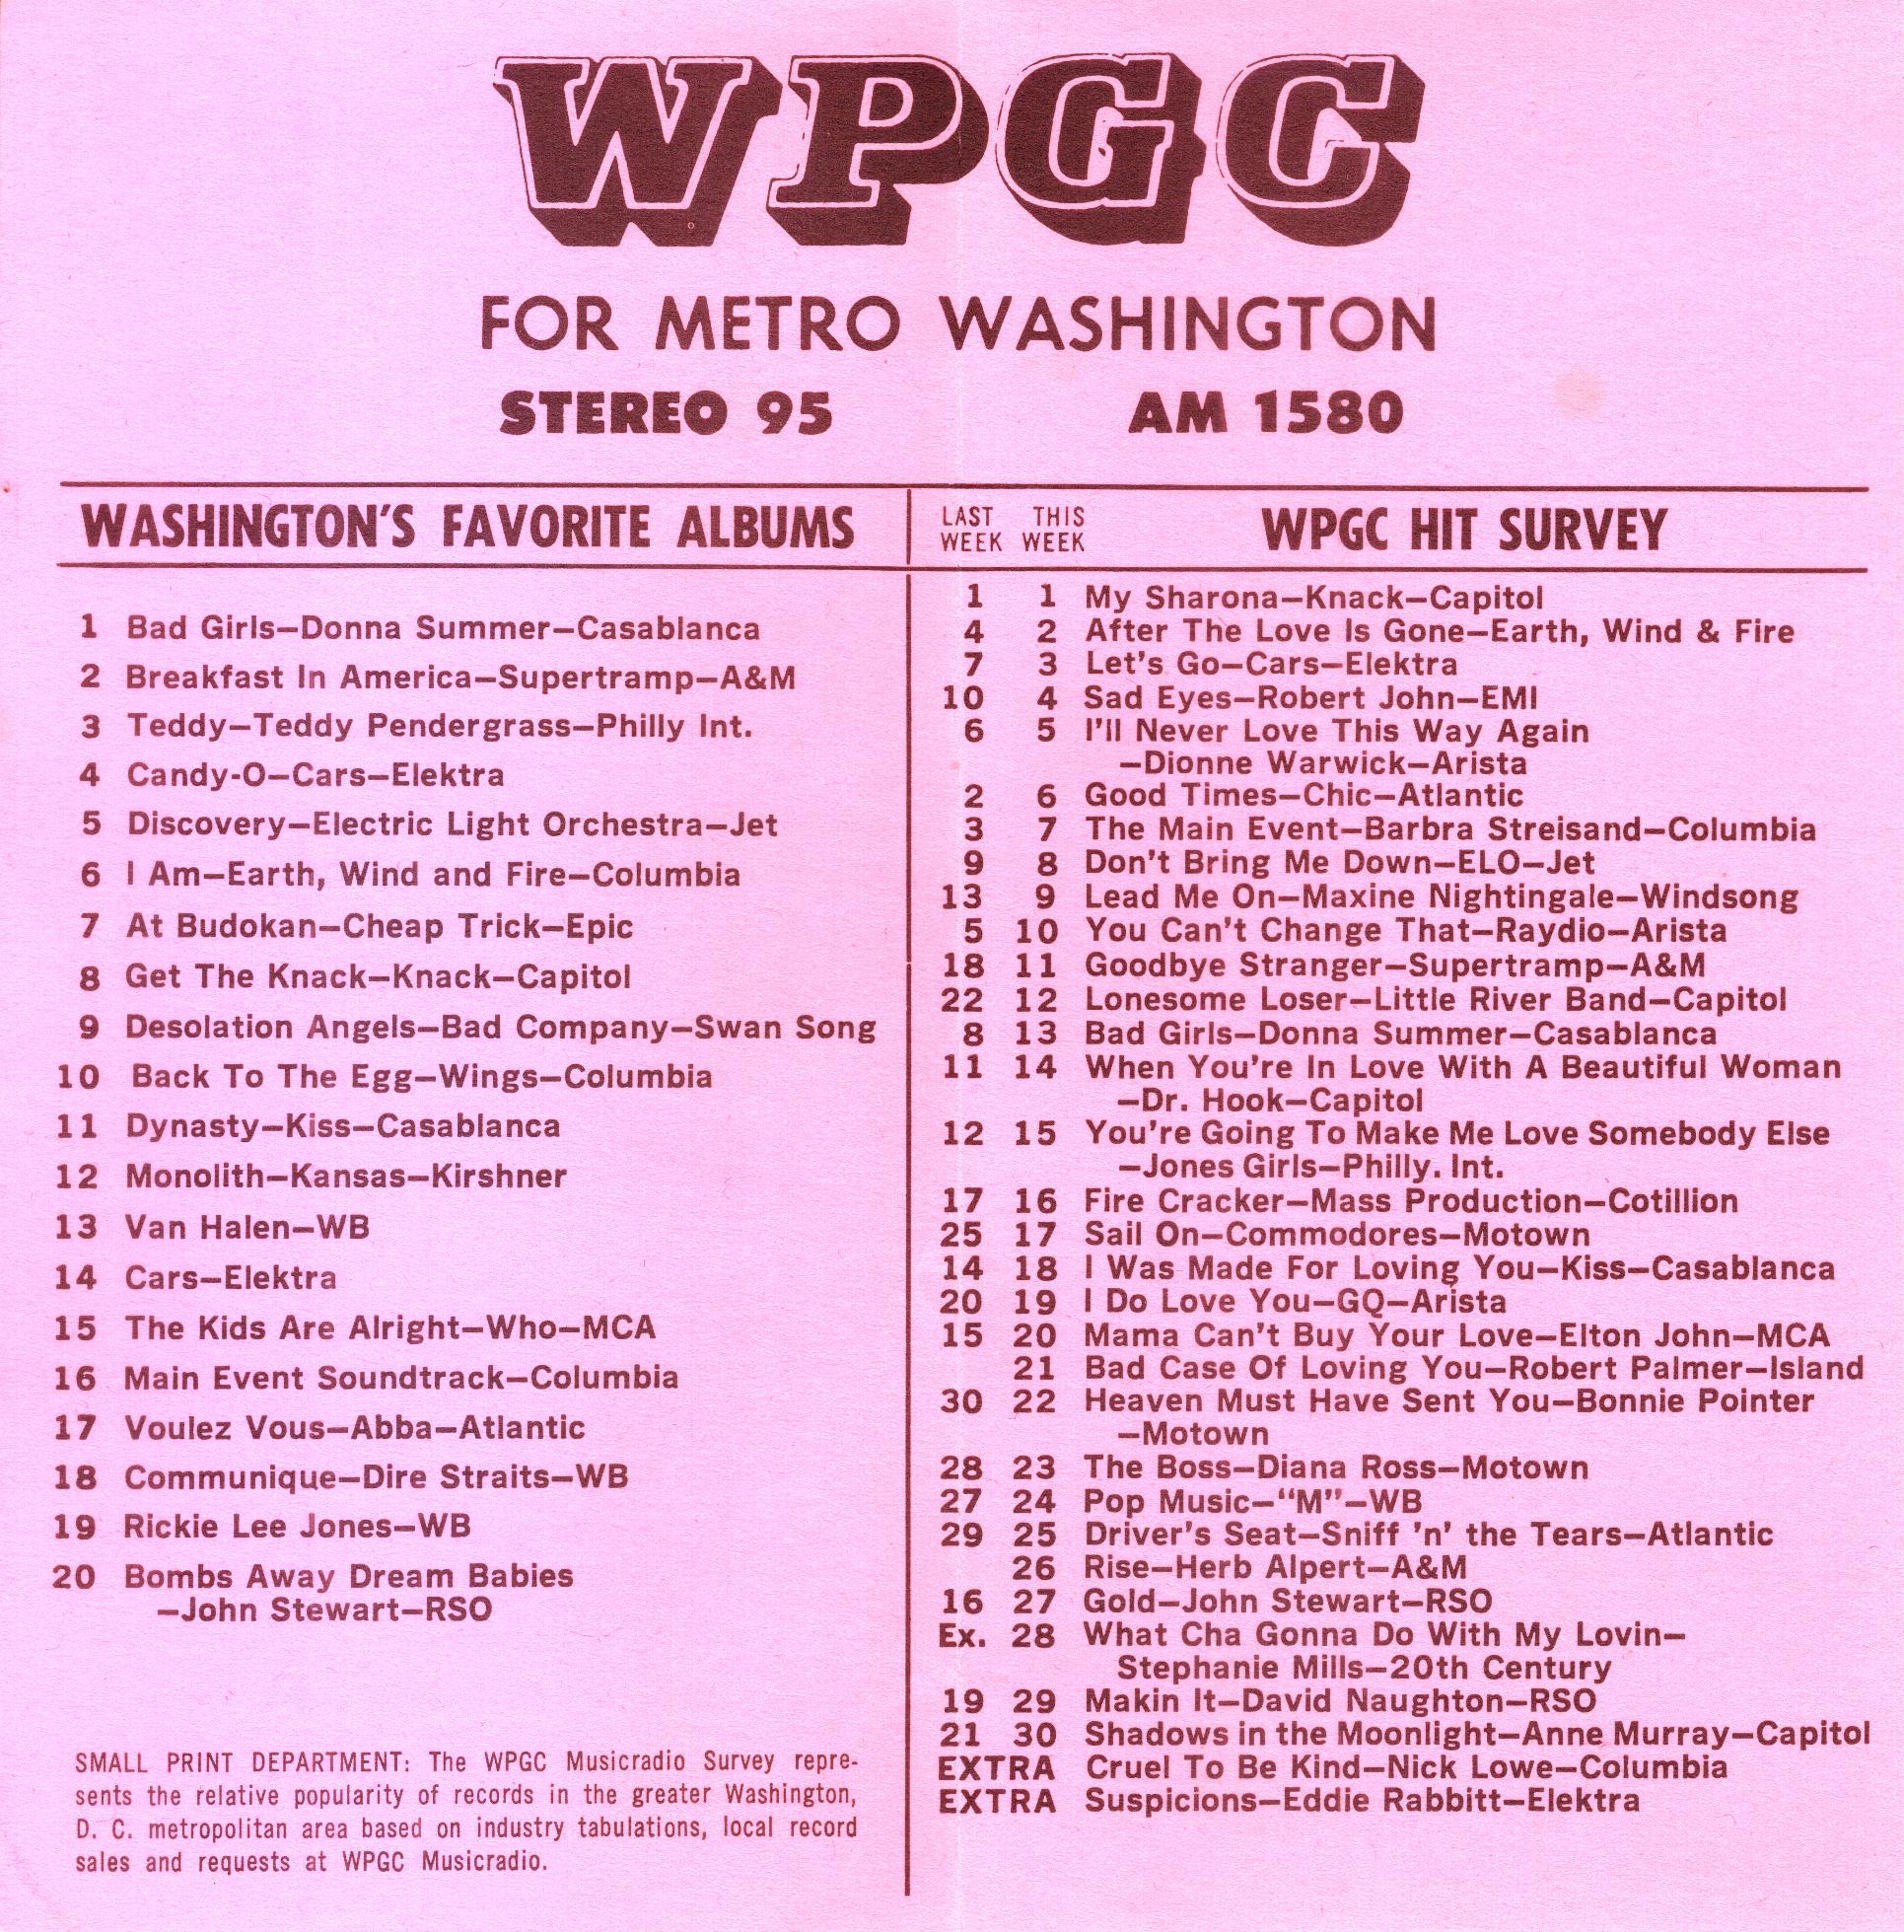 WPGC
FOR METRO WASHINGTON
STEREO 95 AM 1580
WASHINGTON'S FAVORITE ALBUMS
1 Bad Girls—Donna Summer—Casablanca
2 Breakfast In America—Supertramp—A&M
3 Teddy—Teddy Pendergrass—Philly Int.
4 Candy-O—Cars—Elektra
5 Discovery—Electric Light Orchestra—Jet
6 I Am—Earth, Wind and Fire—Columbia
7 At Budokan—Cheap Trick—Epic
8 Get The Knack—Knack—Capitol
9 Desolation Angels—Bad Company—Swan Song
10 Back To The Egg—Wings—Columbia
11 Dynasty—Kiss—Casablanca
12 Monolith—Kansas—Kirshner
13 Van Halen—WB
14 Cars—Elektra
15 The Kids Are Alright—Who—MCA
16 Main Event Soundtrack—Columbia
17 Voulez Vous—Abba—Atlantic
18 Communique—Dire Straits—WB
19 Rickie Lee Jones—WB
20 Bombs Away Dream Babies
—John Stewart—RSO
SMALL PRINT DEPARTMENT: The WPGC Musicradio Survey repre-
sents the relative popularity of records in the greater Washington,
D. C. metropolitan area based on industry tabulations, local record
sales and requests at WPGC Musicradio.
LAST THIS
WEEK WEEK
WPGC HIT SURVEY
1 1 My Sharona—Knack—Capitol
4 2 After The Love Is Gone—Earth, Wind & Fire
7 3 Let's Go—Cars—Elektra
10 4 Sad Eyes—Robert John—EMI
6 5 I'll Never Love This Way Again
—Dionne Warwick—Arista
2 6 Good Times—Chic—Atlantic
3 7 The Main Event—Barbra Streisand—Columbia
9 8 Don't Bring Me Down—ELO—Jet
13 9 Lead Me On—Maxine Nightingale—Windsong
5 10 You Can't Change That—Raydio—Arista
18 11 Goodbye Stranger—Supertramp—A&M
22 12 Lonesome Loser—Little River Band—Capitol
8 13 Bad Girls—Donna Summer—Casablanca
11 14 When You're In Love With A Beautiful Woman
—Dr. Hook—Capitol
12 15 You're Going To Make Me Love Somebody Else
—Jones Girls—Philly. Int.
17 16 Fire Cracker—Mass Production—Cotillion
25 17 Sail On—Commodores—Motown
14 18 I Was Made For Loving You—Kiss—Casablanca
20 19 I Do Love You—GQ—Arista
15 20 Mama Can't Buy Your Love—Elton John—MCA
21 Bad Case Of Loving You—Robert Palmer—Island
30 22 Heaven Must Have Sent You—Bonnie Pointer
—Motown
28 23 The Boss—Diana Ross—Motown
27 24 Pop Music—“M”—WB
29 25 Driver's Seat—Sniff 'n' the Tears—Atlantic
26 Rise—Herb Alpert—A&M
16 27 Gold—John Stewart—RSO
Ex. 28 What Cha Gonna Do With My Lovin—
Stephanie Mills—20th Century
19 29 Makin It—David Naughton—RSO
21 30 Shadows in the Moonlight—Anne Murray—Capitol
EXTRA Cruel To Be Kind—Nick Lowe—Columbia
EXTRA Suspicions—Eddie Rabbitt—Elektra